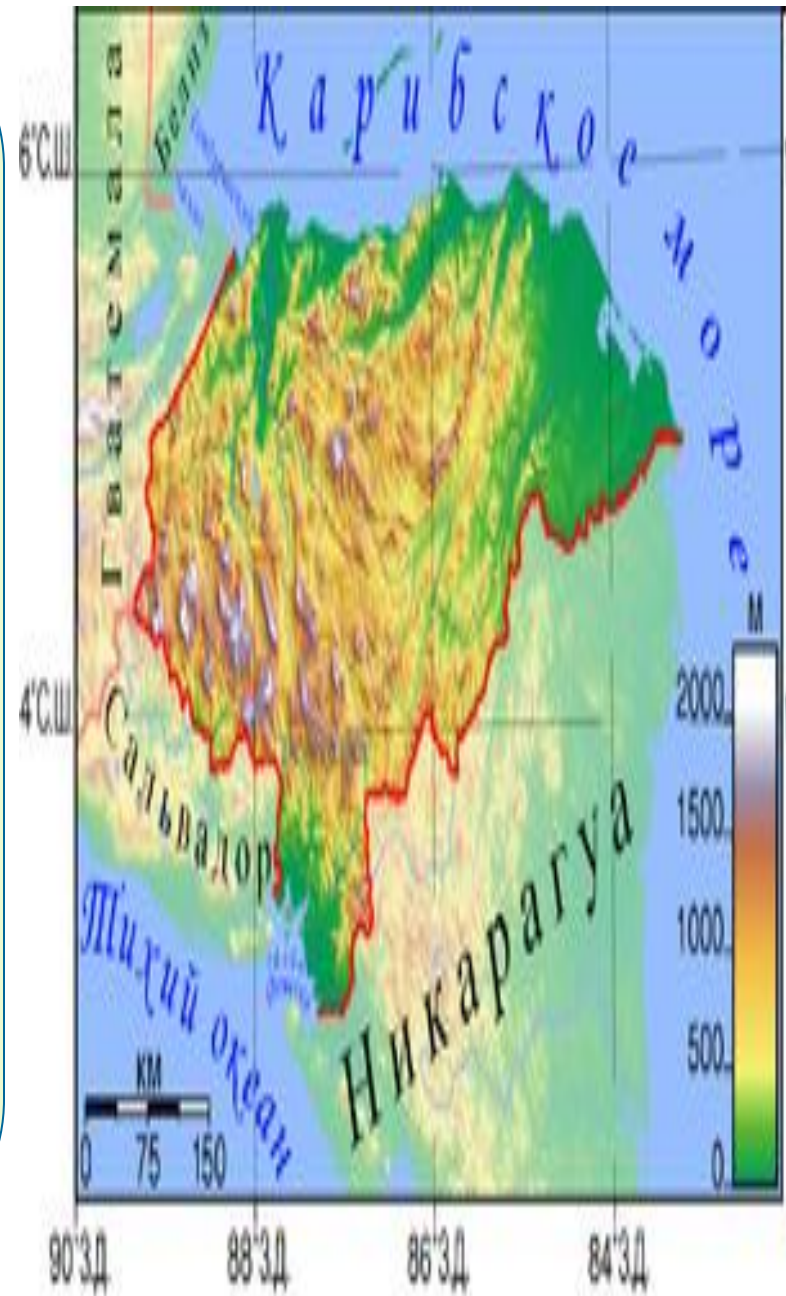 Карибское море
Белиз
Гватемала
6°С.Ш.
4°С.Ш.
Сальвадор
Тихий океан
Никарагуа
М
2000
1500
1000
500
0
КМ
0 75 150
90°З.Д. 88°З.Д. 86°З.Д. 84°З.Д.